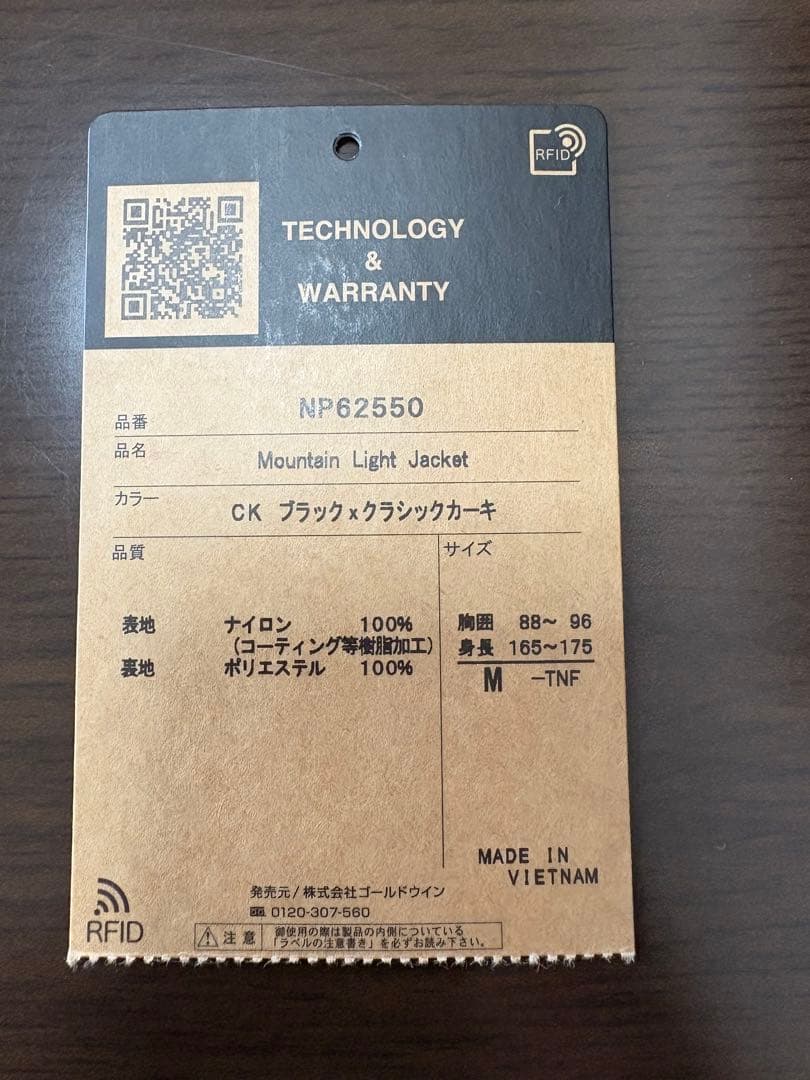 RFID
TECHNOLOGY
&
WARRANTY
品番 NP62550
品名 Mountain Light Jacket
カラー CK ブラックxクラシックカーキ
品質
表地 ナイロン 100%
(コーティング等樹脂加工)
裏地 ポリエステル 100%
サイズ
胸囲 88~ 96
身長 165~175
M -TNF
MADE IN
VIETNAM
RFID
発売元/株式会社ゴールドウイン
0120-307-560
注意
御使用の際は製品の内側についている
「ラベルの注意書き」を必ずお読み下さい。